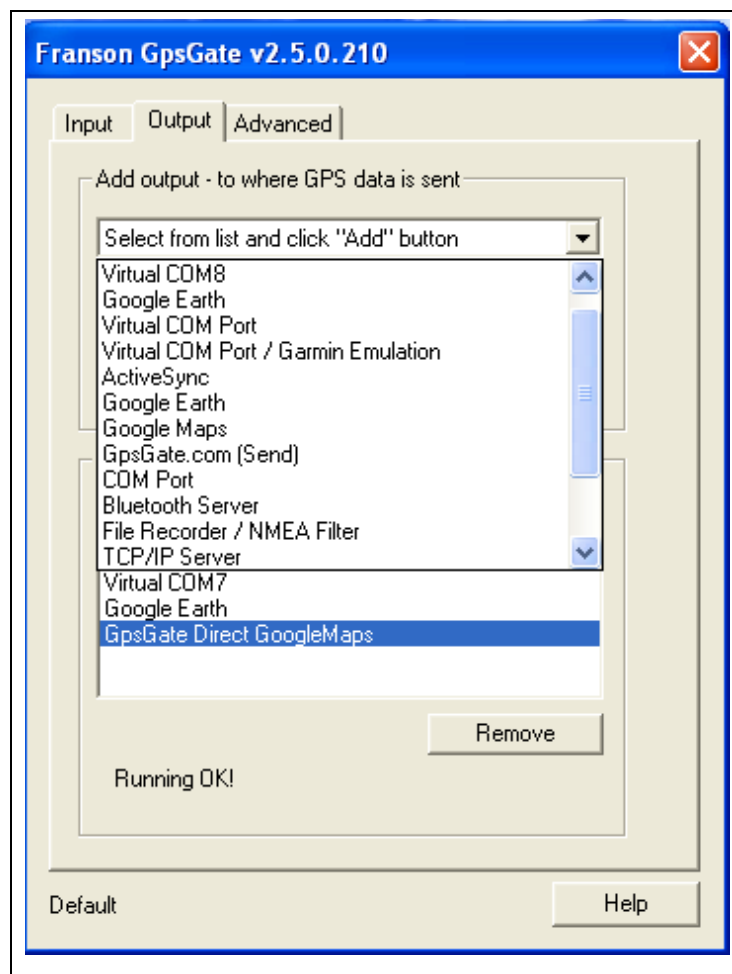 Franson GpsGate v2.5.0.210
Input Output Advanced
Add output - to where GPS data is sent
Select from list and click "Add" button
Virtual COM8
Google Earth
Virtual COM Port
Virtual COM Port / Garmin Emulation
ActiveSync
Google Earth
Google Maps
GpsGate.com (Send)
COM Port
Bluetooth Server
File Recorder / NMEA Filter
TCP/IP Server
Virtual COM7
Google Earth
GpsGate Direct GoogleMaps
Remove
Running OK!
Default
Help